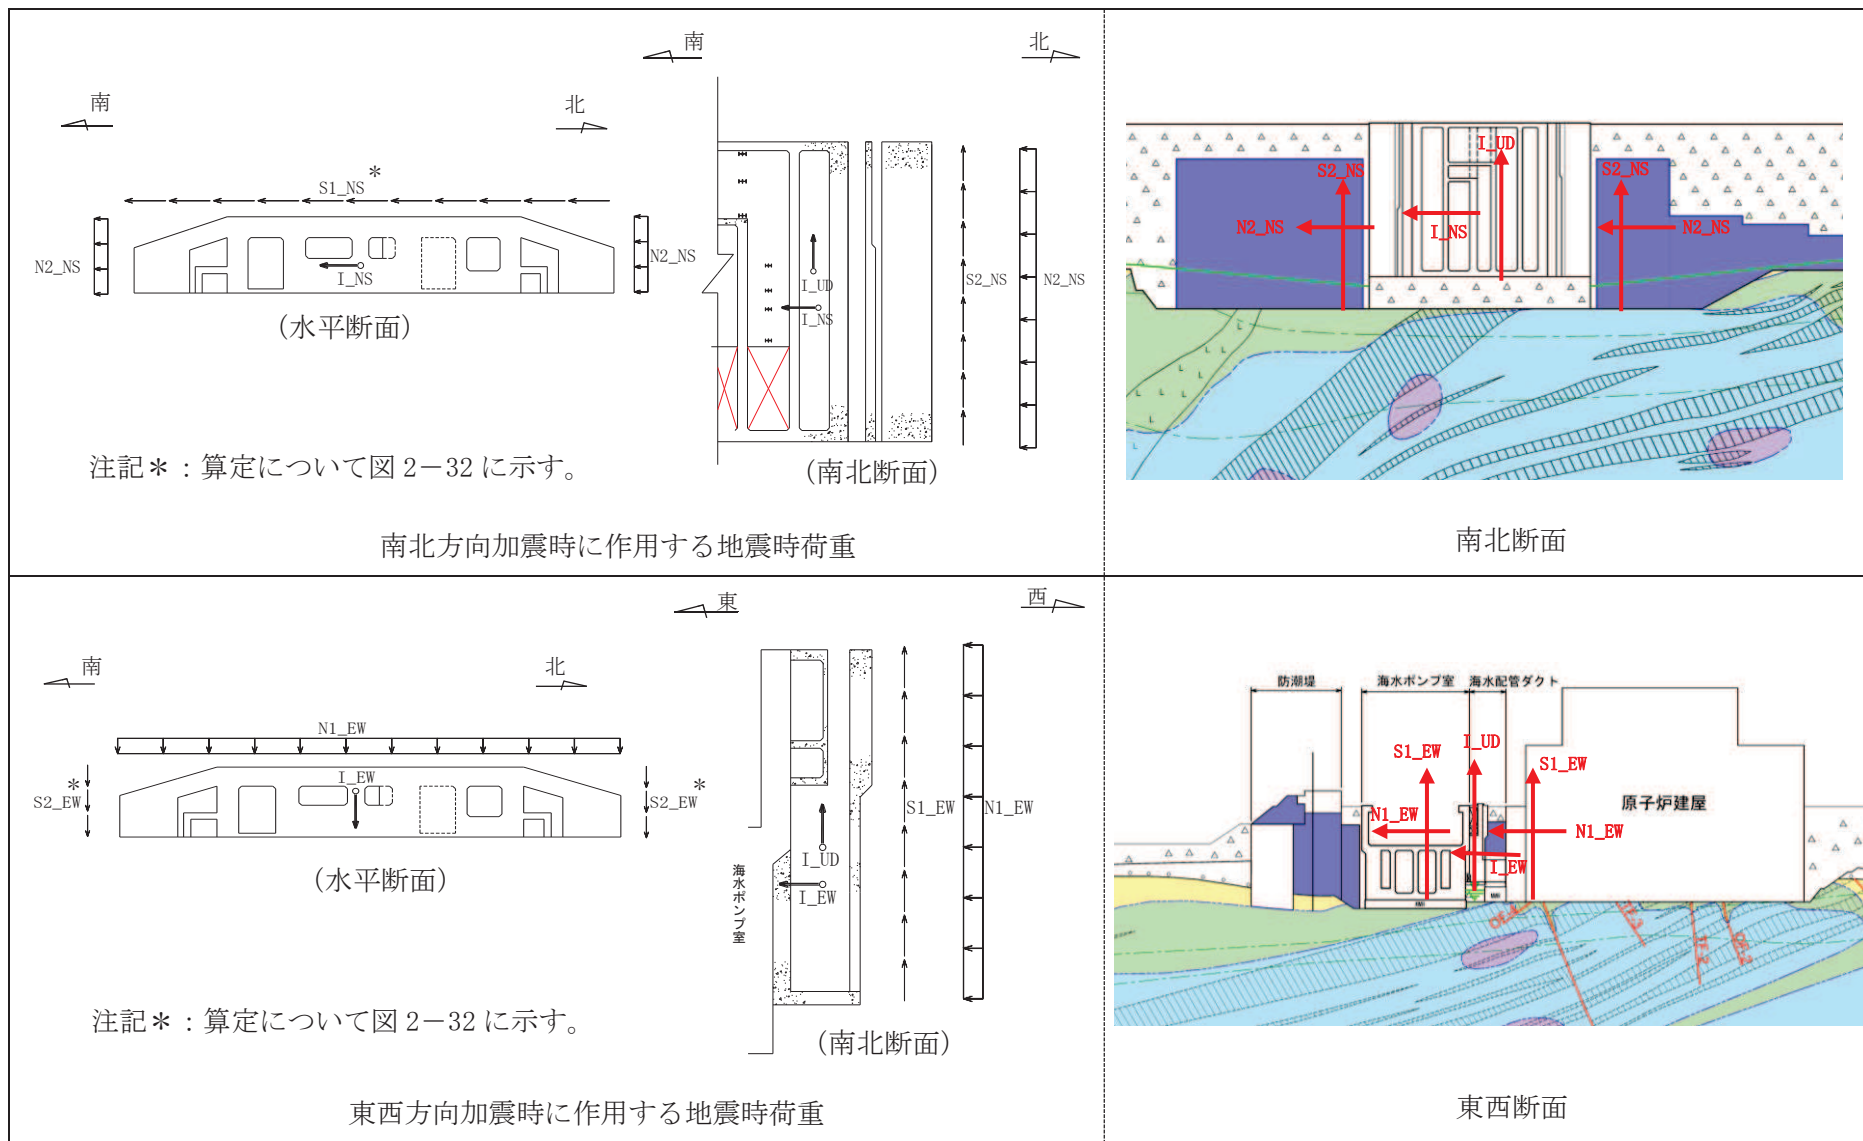 南
北
S1_NS *
N2_NS
I_NS
N2_NS
(水平断面)
注記＊：算定について図 2－32 に示す。
南
北
I_UD
I_NS
S2_NS
N2_NS
(南北断面)
南北方向加震時に作用する地震時荷重
I_UD
S2_NS
S2_NS
N2_NS
I_NS
N2_NS
南北断面
南
北
N1_EW
I_EW
*
S2_EW
*
S2_EW
(水平断面)
注記＊：算定について図 2－32 に示す。
東
西
海水ポンプ室
I_UD
I_EW
S1_EW
N1_EW
(南北断面)
東西方向加震時に作用する地震時荷重
防潮堤
海水ポンプ室
海水配管ダクト
I_UD
S1_EW
S1_EW
原子炉建屋
N1_EW
N1_EW
I_EW
TF-3
TF-2
OF-2
東西断面